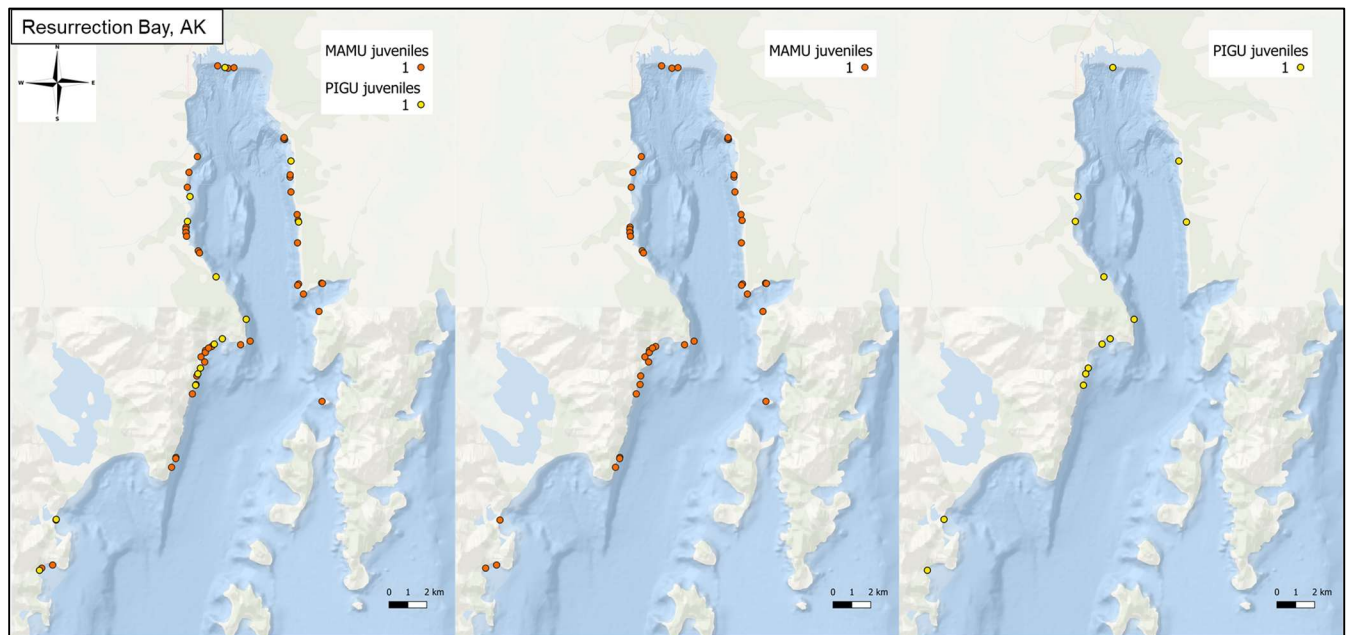 Resurrection Bay, AK
N
W E
S
MAMU juveniles
1
PIGU juveniles
1
0 1 2 km
MAMU juveniles
1
0 1 2 km
PIGU juveniles
1
0 1 2 km